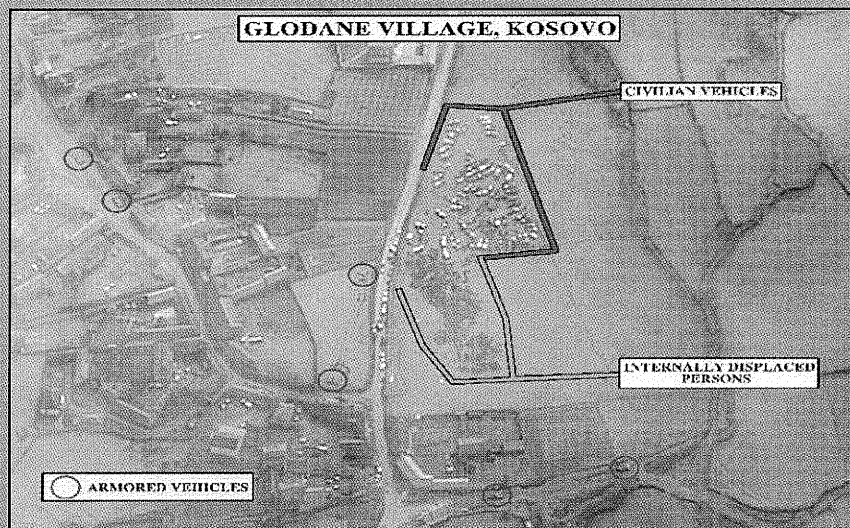 GLODANE VILLAGE, KOSOVO
CIVILIAN VEHICLES
INTERNALLY DISPLACED
PERSONS
ARMORED VEHICLES